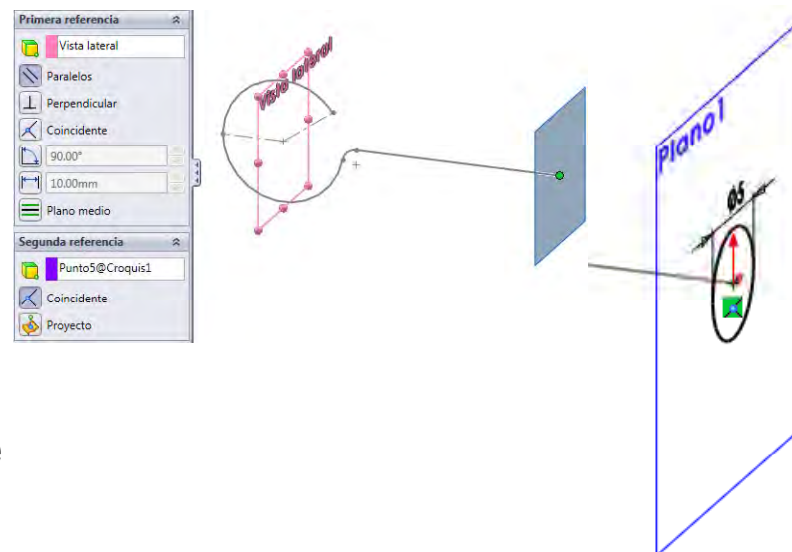 Primera referencia
Vista lateral
Paralelos
Perpendicular
Coincidente
90.00°
10.00mm
Plano medio
Segunda referencia
Punto5@Croquis1
Coincidente
Proyecto
Vista lateral
Plano1
Ø5
e